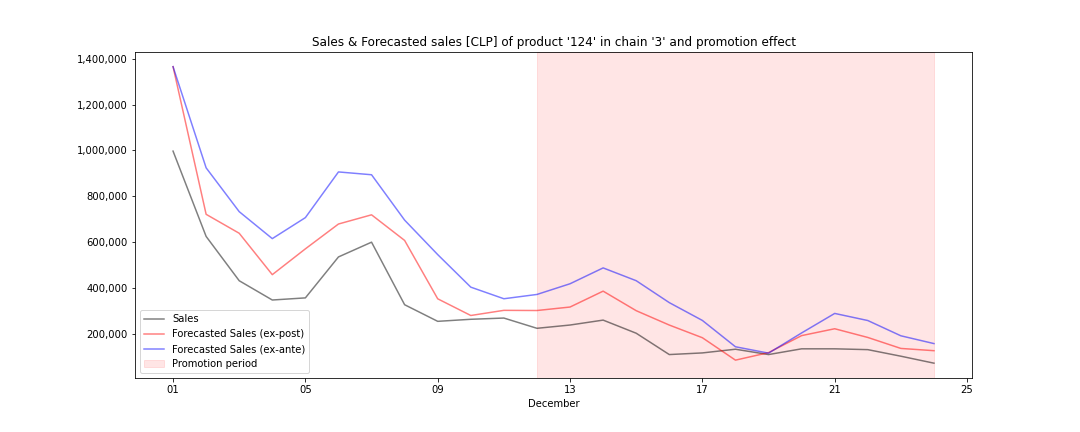 Sales & Forecasted sales [CLP] of product '124' in chain '3' and promotion effect
1,400,000
1,200,000
1,000,000
800,000
600,000
400,000
200,000
Sales
Forecasted Sales (ex-post)
Forecasted Sales (ex-ante)
Promotion period
01 05 09 13 17 21 25
December